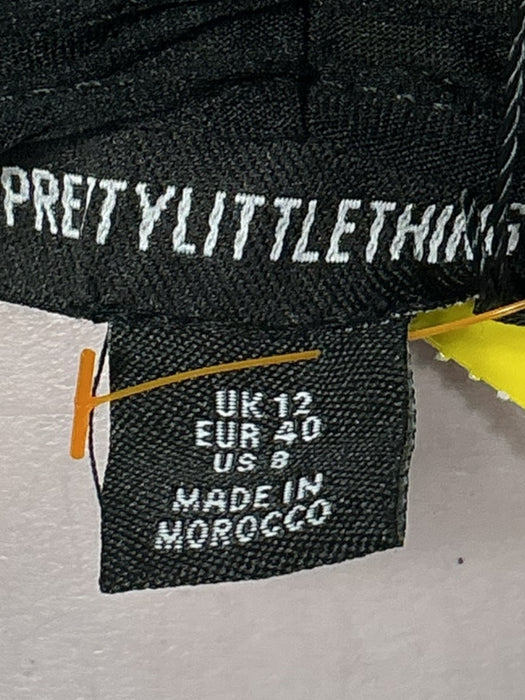 PRETTYLITTLETHING
UK 12
EUR 40
US 8
MADE IN
MOROCCO